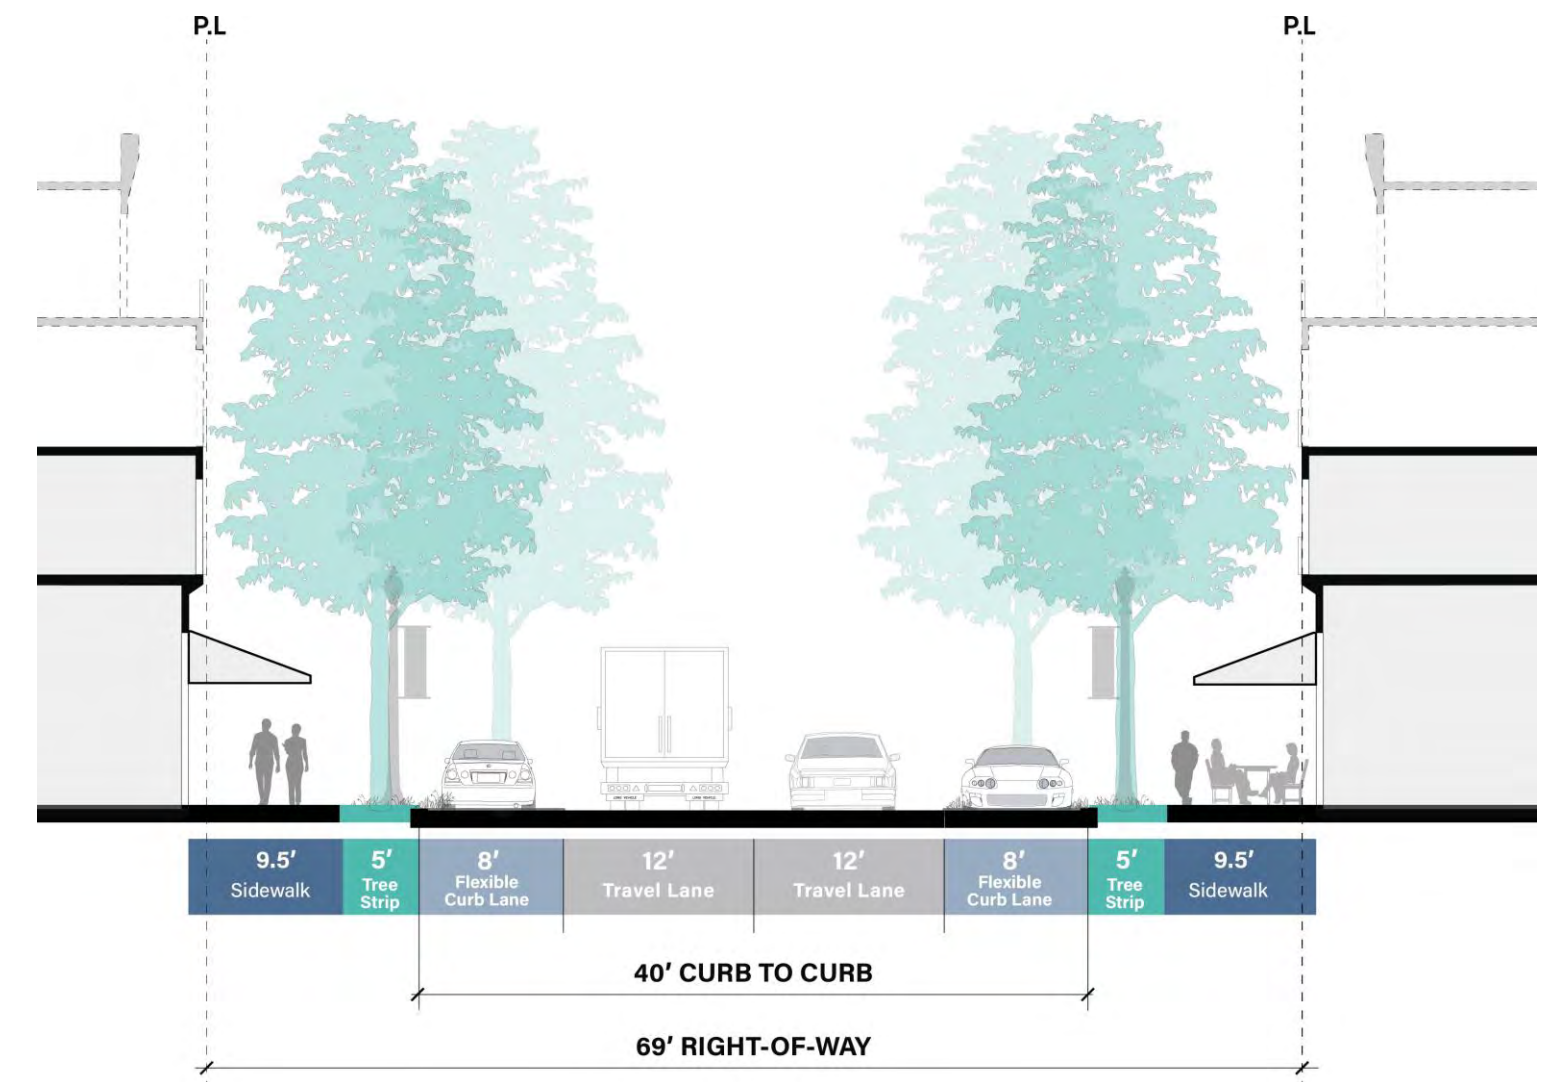 P.L
P.L
9.5′
Sidewalk
5′
Tree
Strip
8′
Flexible
Curb Lane
12′
Travel Lane
12′
Travel Lane
8′
Flexible
Curb Lane
5′
Tree
Strip
9.5′
Sidewalk
40′ CURB TO CURB
69′ RIGHT-OF-WAY